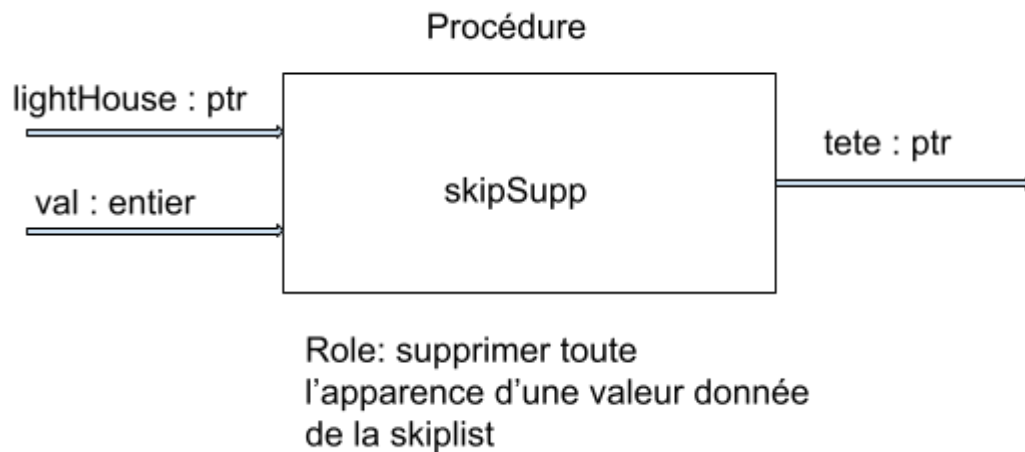 Procédure
lightHouse : ptr
val : entier
skipSupp
tete : ptr
Role: supprimer toute
l’apparence d’une valeur donnée
de la skiplist